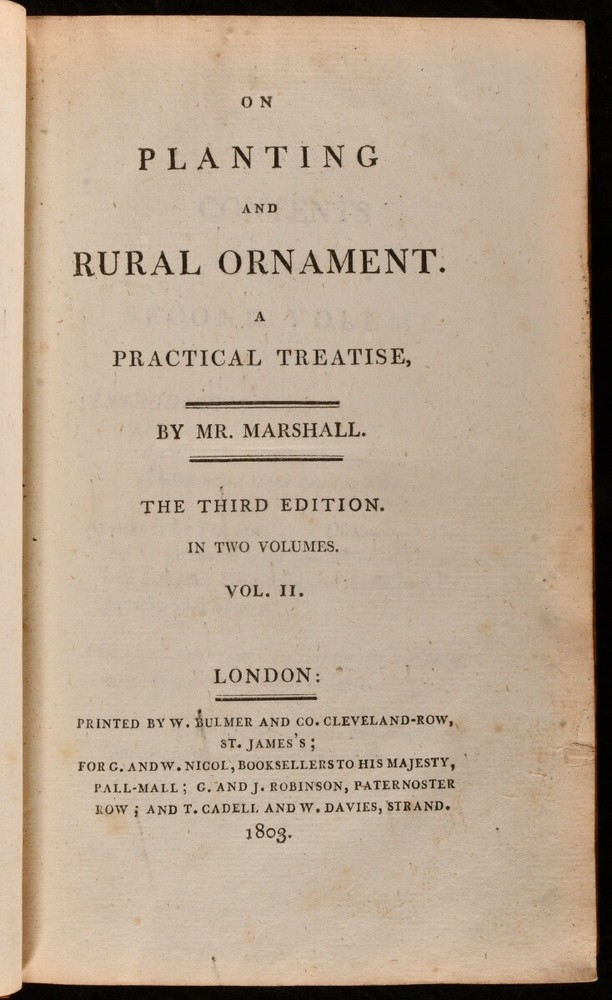 ON
PLANTING
AND
RURAL ORNAMENT.
A
PRACTICAL TREATISE,
BY MR. MARSHALL.
THE THIRD EDITION.
IN TWO VOLUMES.
VOL. II.
LONDON:
PRINTED BY W. BULMER AND CO. CLEVELAND-ROW,
ST. JAMES'S;
FOR G. AND W. NICOL, BOOKSELLERS TO HIS MAJESTY,
PALL-MALL; G. AND J. ROBINSON, PATERNOSTER
ROW; AND T. CADELL AND W. DAVIES, STRAND.
1803.